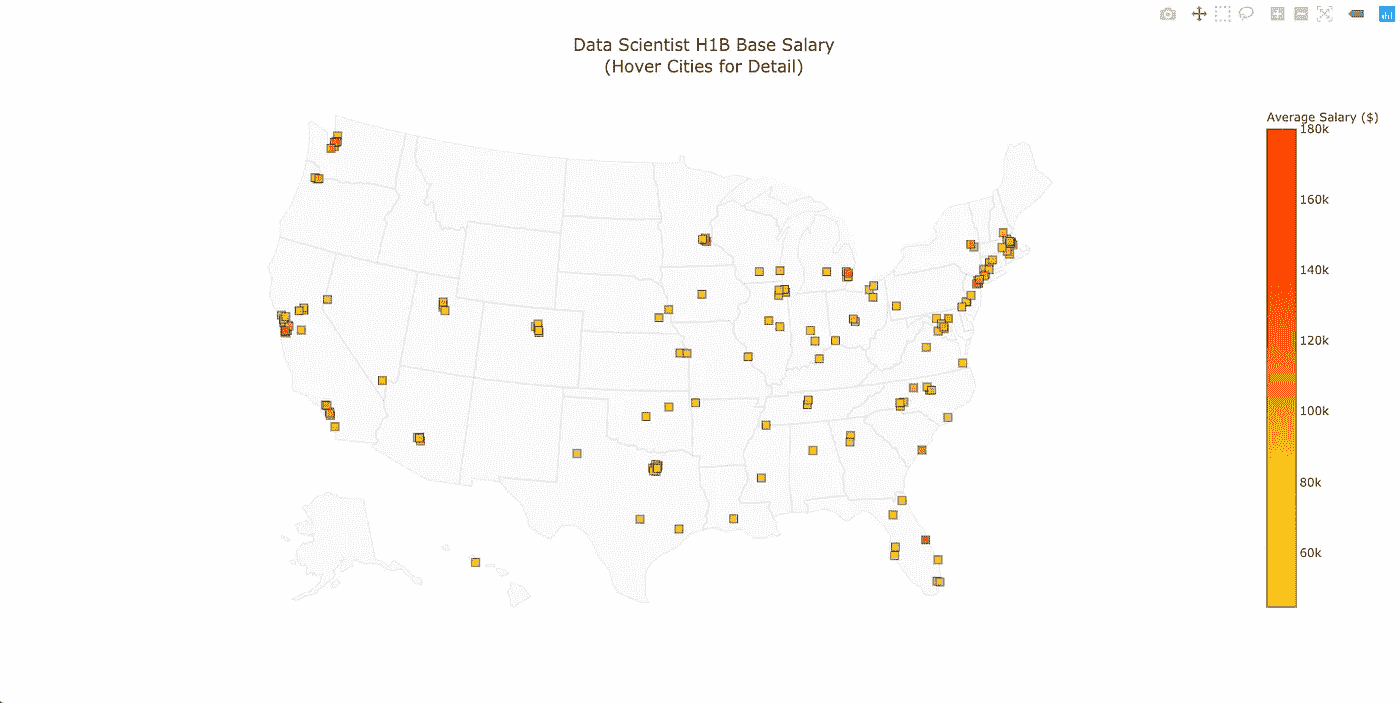 Data Scientist H1B Base Salary
(Hover Cities for Detail)
Average Salary ($)
180k
160k
140k
120k
100k
80k
60k